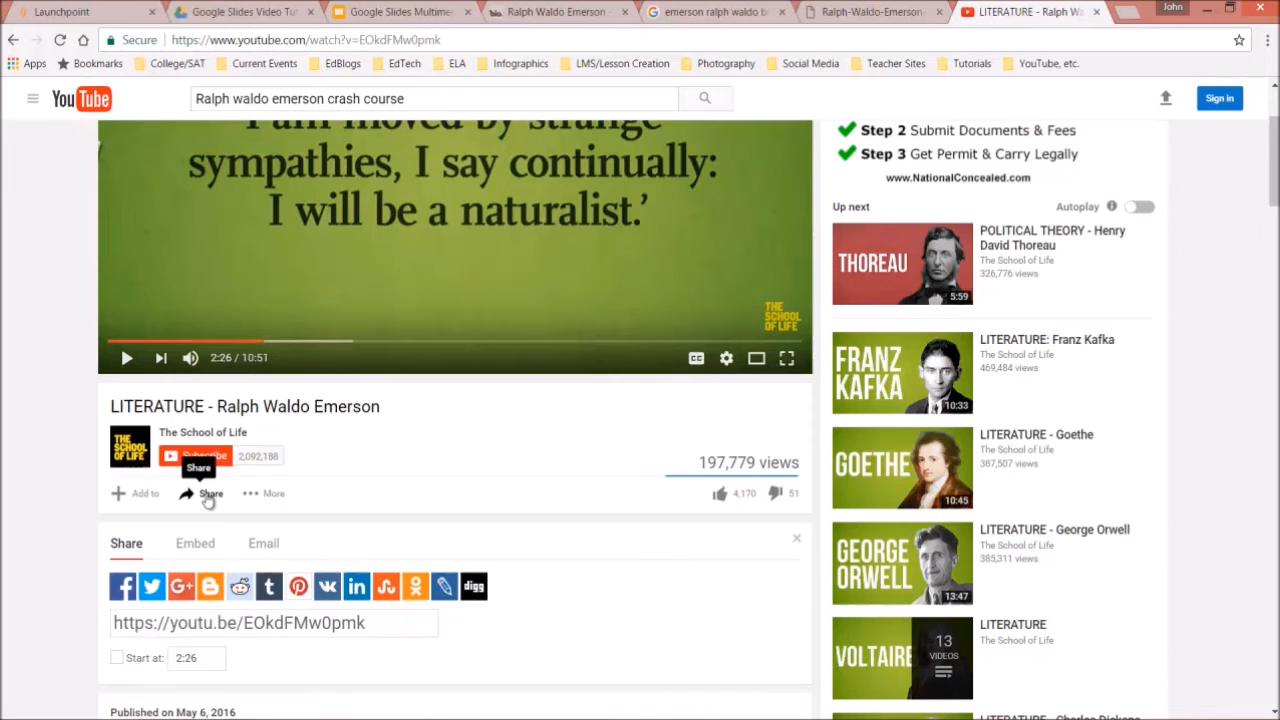 Launchpoint
Google Slides Video Tut
Google Slides Multimed
Ralph Waldo Emerson -
emerson ralph waldo b
Ralph-Waldo-Emerson-
LITERATURE - Ralph Wa
John
Secure
https://www.youtube.com/watch?v=EOkdFMw0pmk
Apps
Bookmarks
College/SAT
Current Events
EdBlogs
EdTech
ELA
Infographics
LMS/Lesson Creation
Photography
Social Media
Teacher Sites
Tutorials
YouTube, etc.
YouTube
Ralph waldo emerson crash course
Sign in
'I am moved by strange
sympathies, I say continually:
I will be a naturalist.'
THE
SCHOOL
OF LIFE
2:26 / 10:51
CC
LITERATURE - Ralph Waldo Emerson
THE
SCHOOL
OF LIFE
The School of Life
Subscribe
2,092,188
Share
197,779 views
Add to
Share
More
4,170
51
Share
Embed
Email
digg
https://youtu.be/EOkdFMw0pmk
Start at:
2:26
Published on May 6, 2016
Step 2 Submit Documents & Fees
Step 3 Get Permit & Carry Legally
www.NationalConcealed.com
Up next
Autoplay
THOREAU
5:59
POLITICAL THEORY - Henry
David Thoreau
The School of Life
326,776 views
FRANZ
KAFKA
10:33
LITERATURE: Franz Kafka
The School of Life
469,484 views
GOETHE
10:45
LITERATURE - Goethe
The School of Life
387,507 views
GEORGE
ORWELL
13:47
LITERATURE - George Orwell
The School of Life
385,311 views
VOLTAIRE
13
VIDEOS
LITERATURE
The School of Life
LITERATURE - Charles Dickens